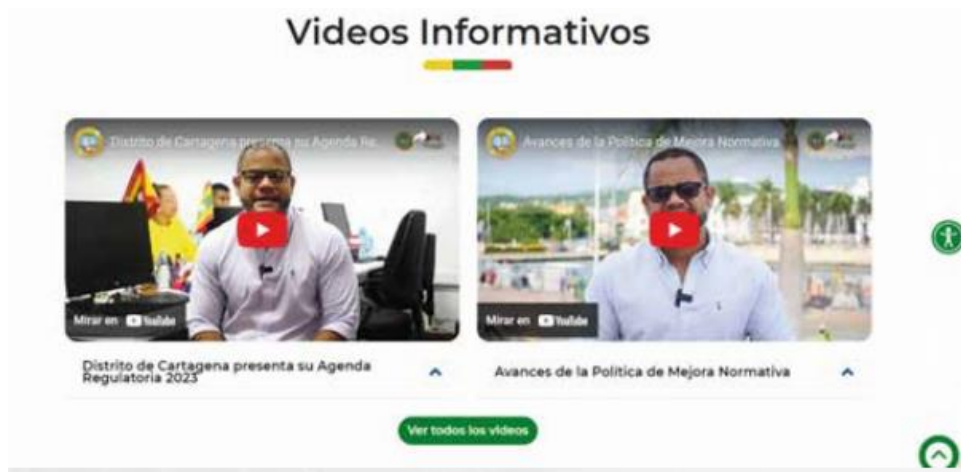 Videos Informativos
Distrito de Cartagena presenta su Agenda Re...
Avances de la Política de Mejora Normativa
Mirar en YouTube
Mirar en YouTube
Distrito de Cartagena presenta su Agenda
Regulatoria 2023
Avances de la Política de Mejora Normativa
Ver todos los videos